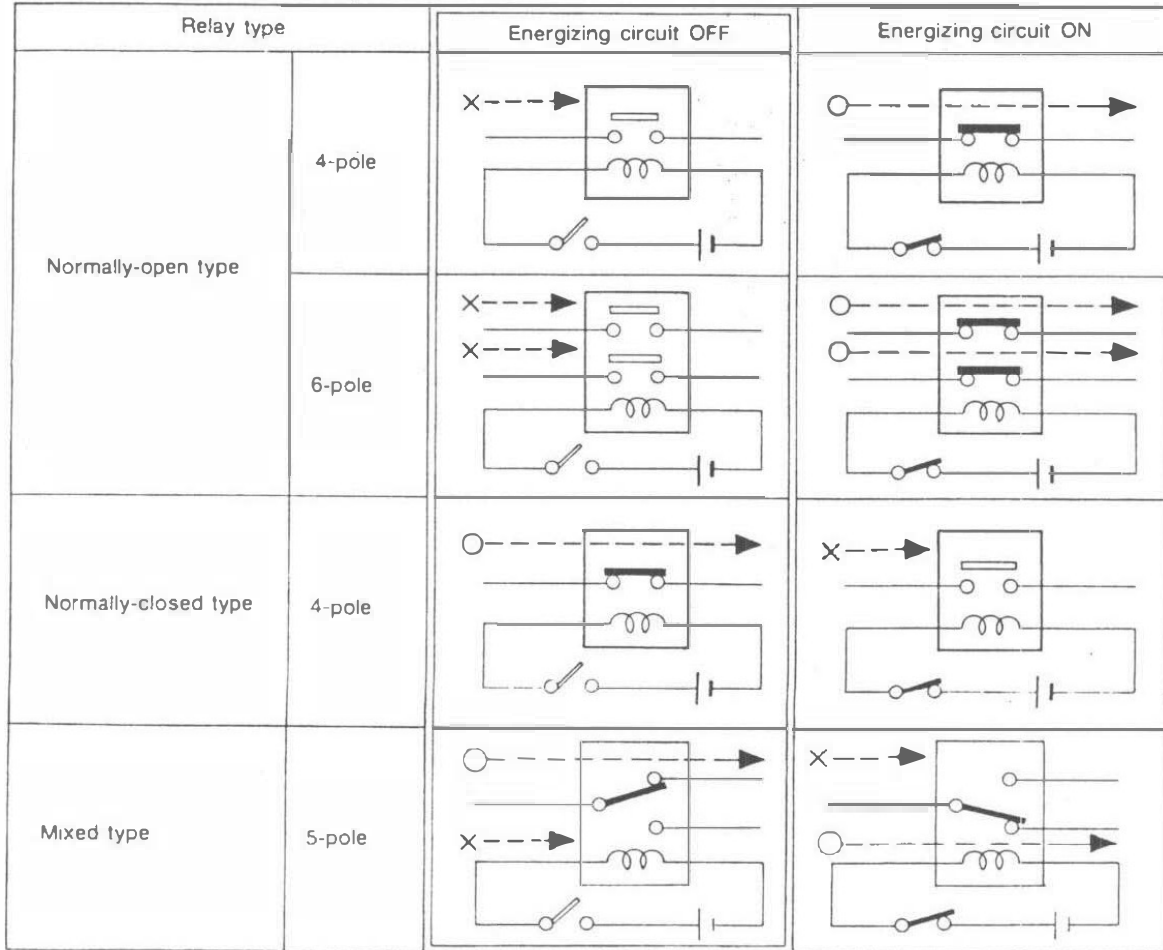 Relay type
Energizing circuit OFF
Energizing circuit ON
Normally-open type
4-pole
6-pole
Normally-closed type
4-pole
Mixed type
5-pole